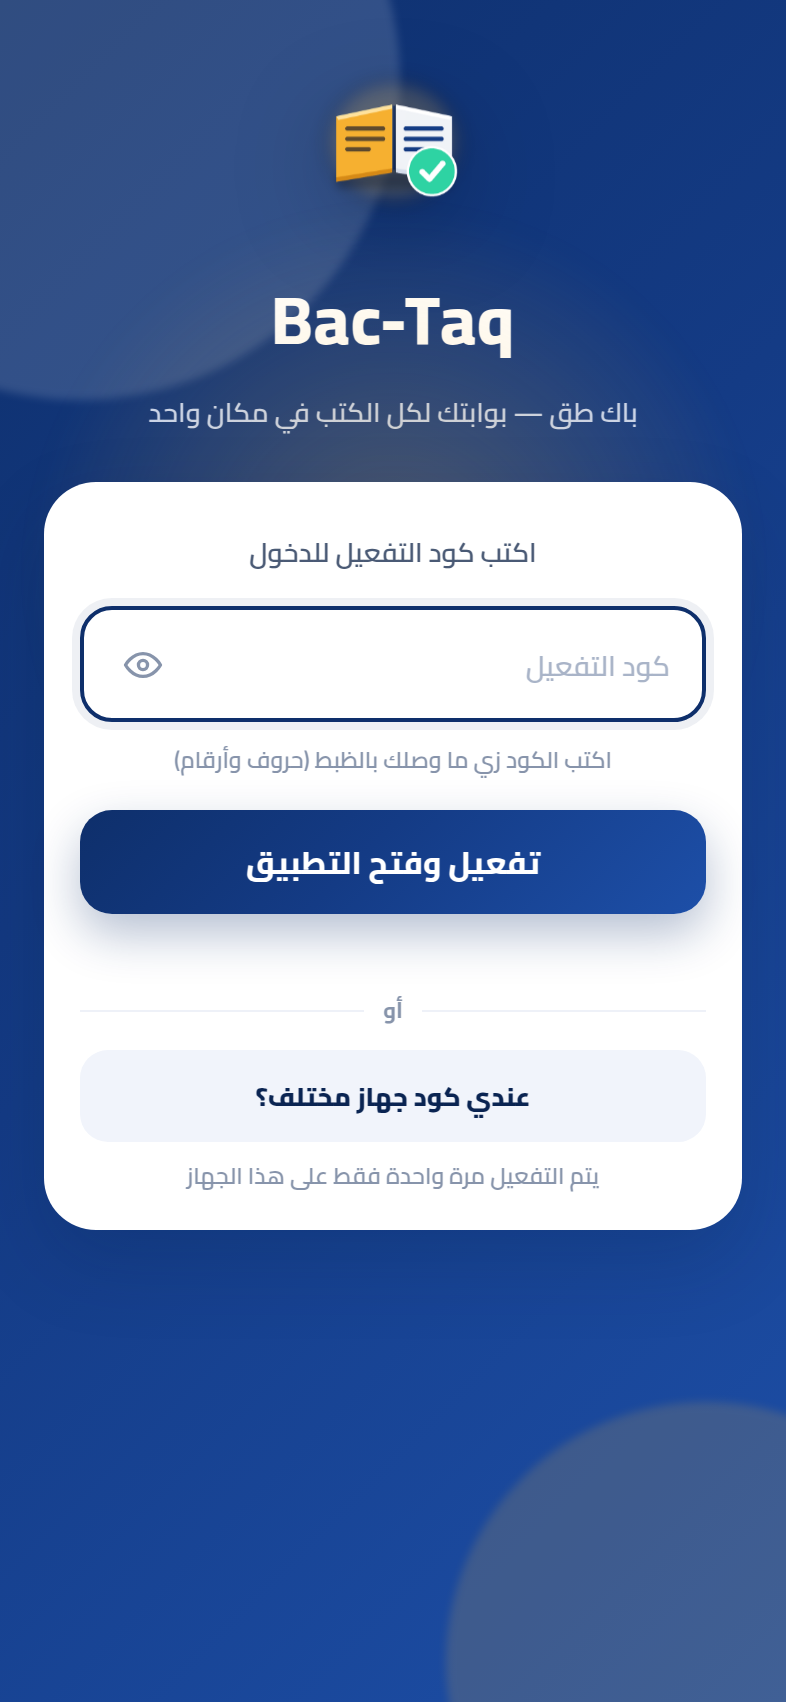 Bac-Taq
باك طق — بوابتك لكل الكتب في مكان واحد
اكتب كود التفعيل للدخول
كود التفعيل
اكتب الكود زي ما وصلك بالظبط (حروف وأرقام)
تفعيل وفتح التطبيق
أو
عندي كود جهاز مختلف؟
يتم التفعيل مرة واحدة فقط على هذا الجهاز